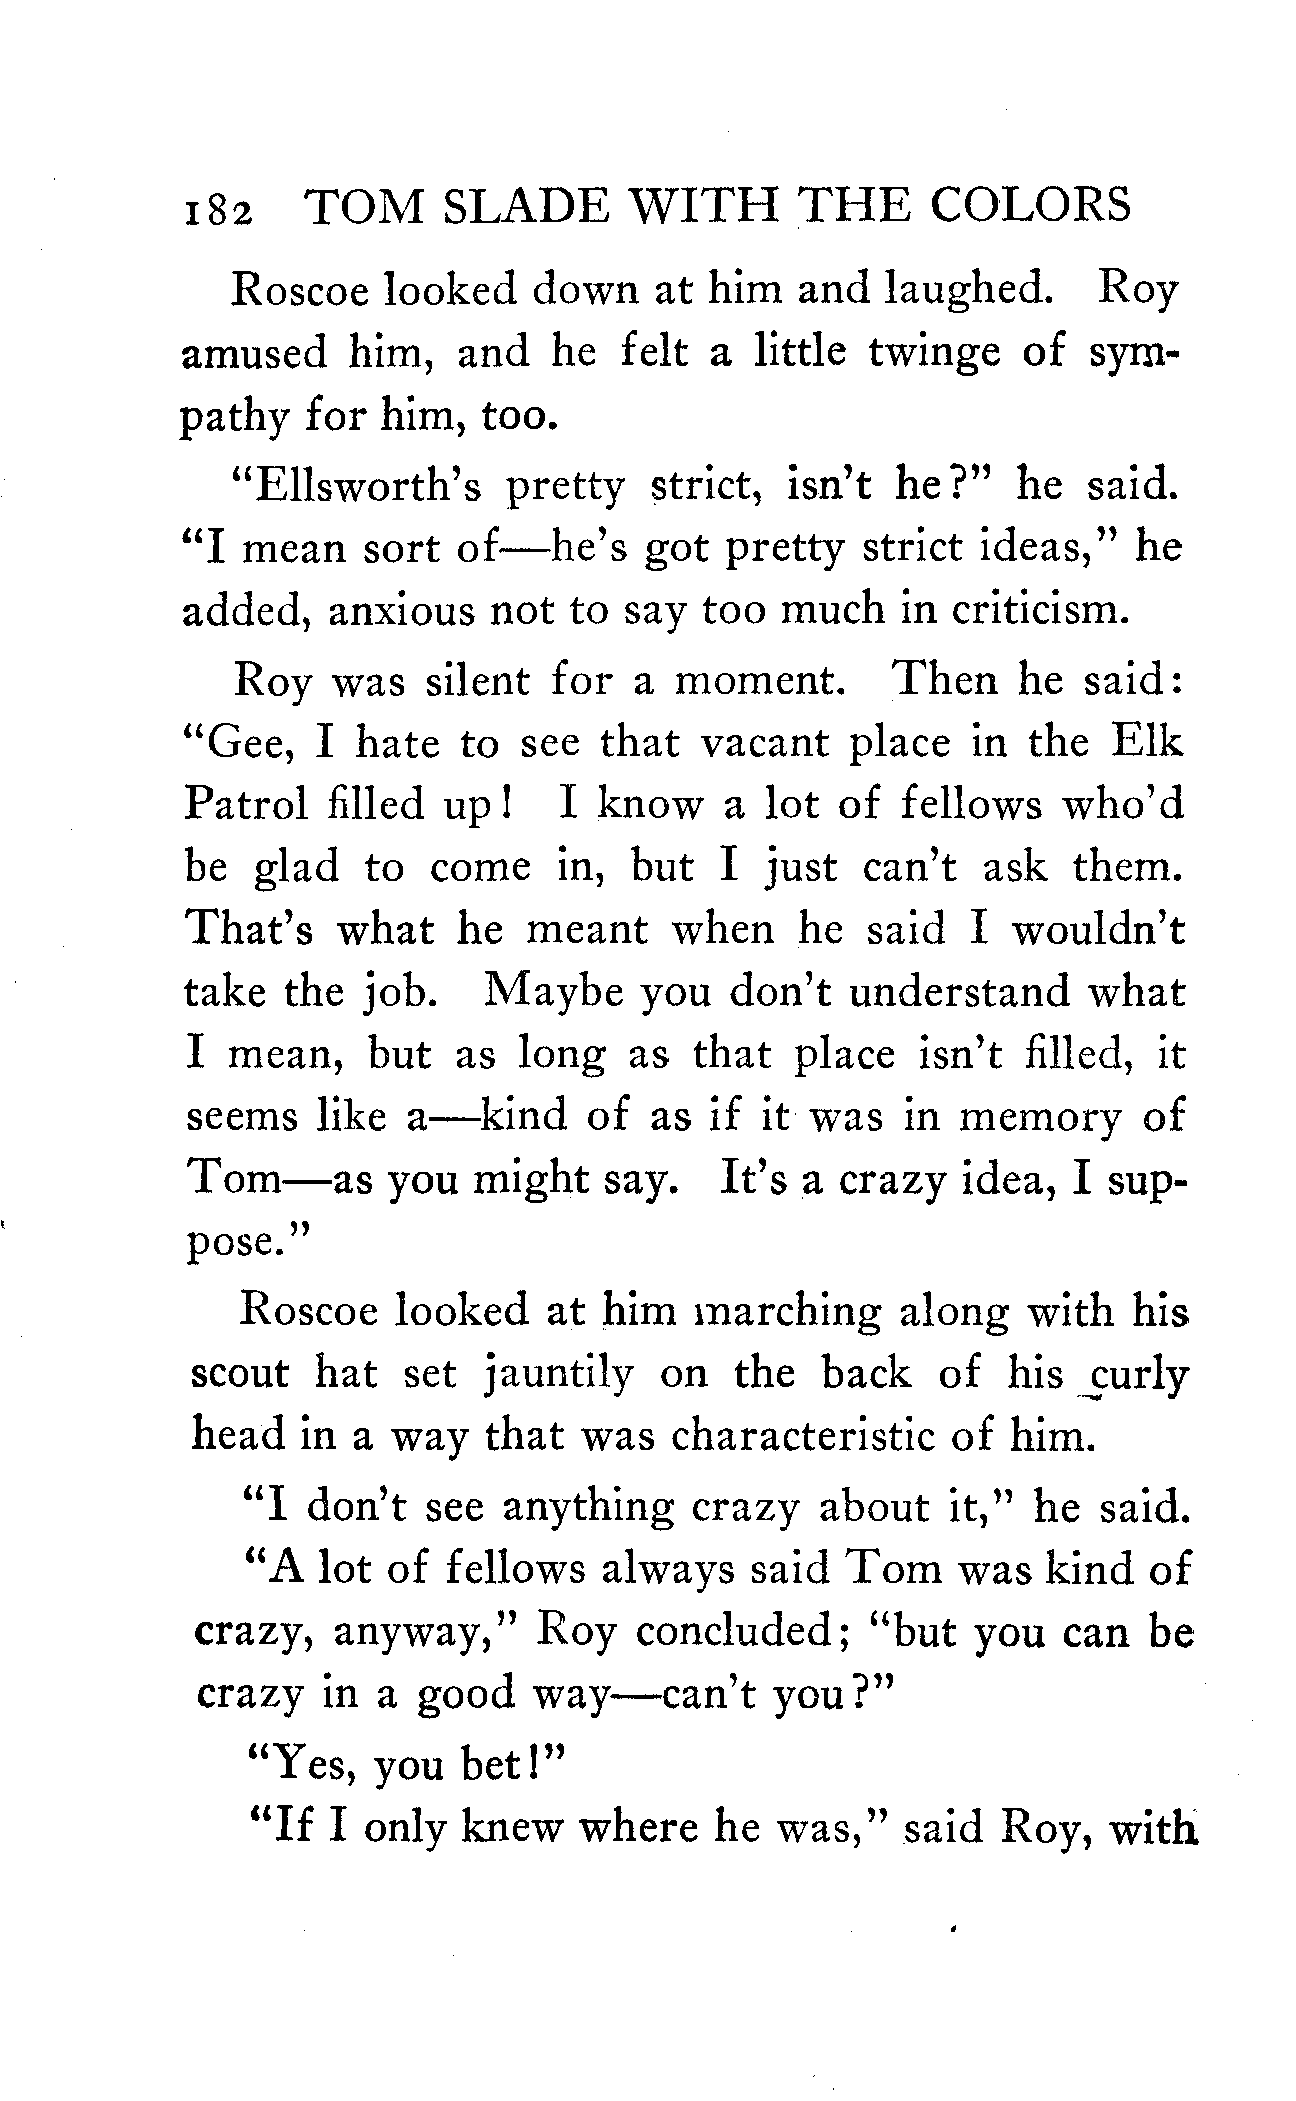 182 TOM SLADE WITH THE COLORS
Roscoe looked down at him and laughed. Roy
amused him, and he felt a little twinge of sym-
pathy for him, too.
“Ellsworth’s pretty strict, isn’t he?” he said.
“I mean sort of—he’s got pretty strict ideas,” he
added, anxious not to say too much in criticism.
Roy was silent for a moment. Then he said:
“Gee, I hate to see that vacant place in the Elk
Patrol filled up! I know a lot of fellows who’d
be glad to come in, but I just can’t ask them.
That’s what he meant when he said I wouldn’t
take the job. Maybe you don’t understand what
I mean, but as long as that place isn’t filled, it
seems like a—kind of as if it was in memory of
Tom—as you might say. It’s a crazy idea, I sup-
pose.”
Roscoe looked at him marching along with his
scout hat set jauntily on the back of his curly
head in a way that was characteristic of him.
“I don’t see anything crazy about it,” he said.
“A lot of fellows always said Tom was kind of
crazy, anyway,” Roy concluded; “but you can be
crazy in a good way—can’t you?”
“Yes, you bet!”
“If I only knew where he was,” said Roy, with